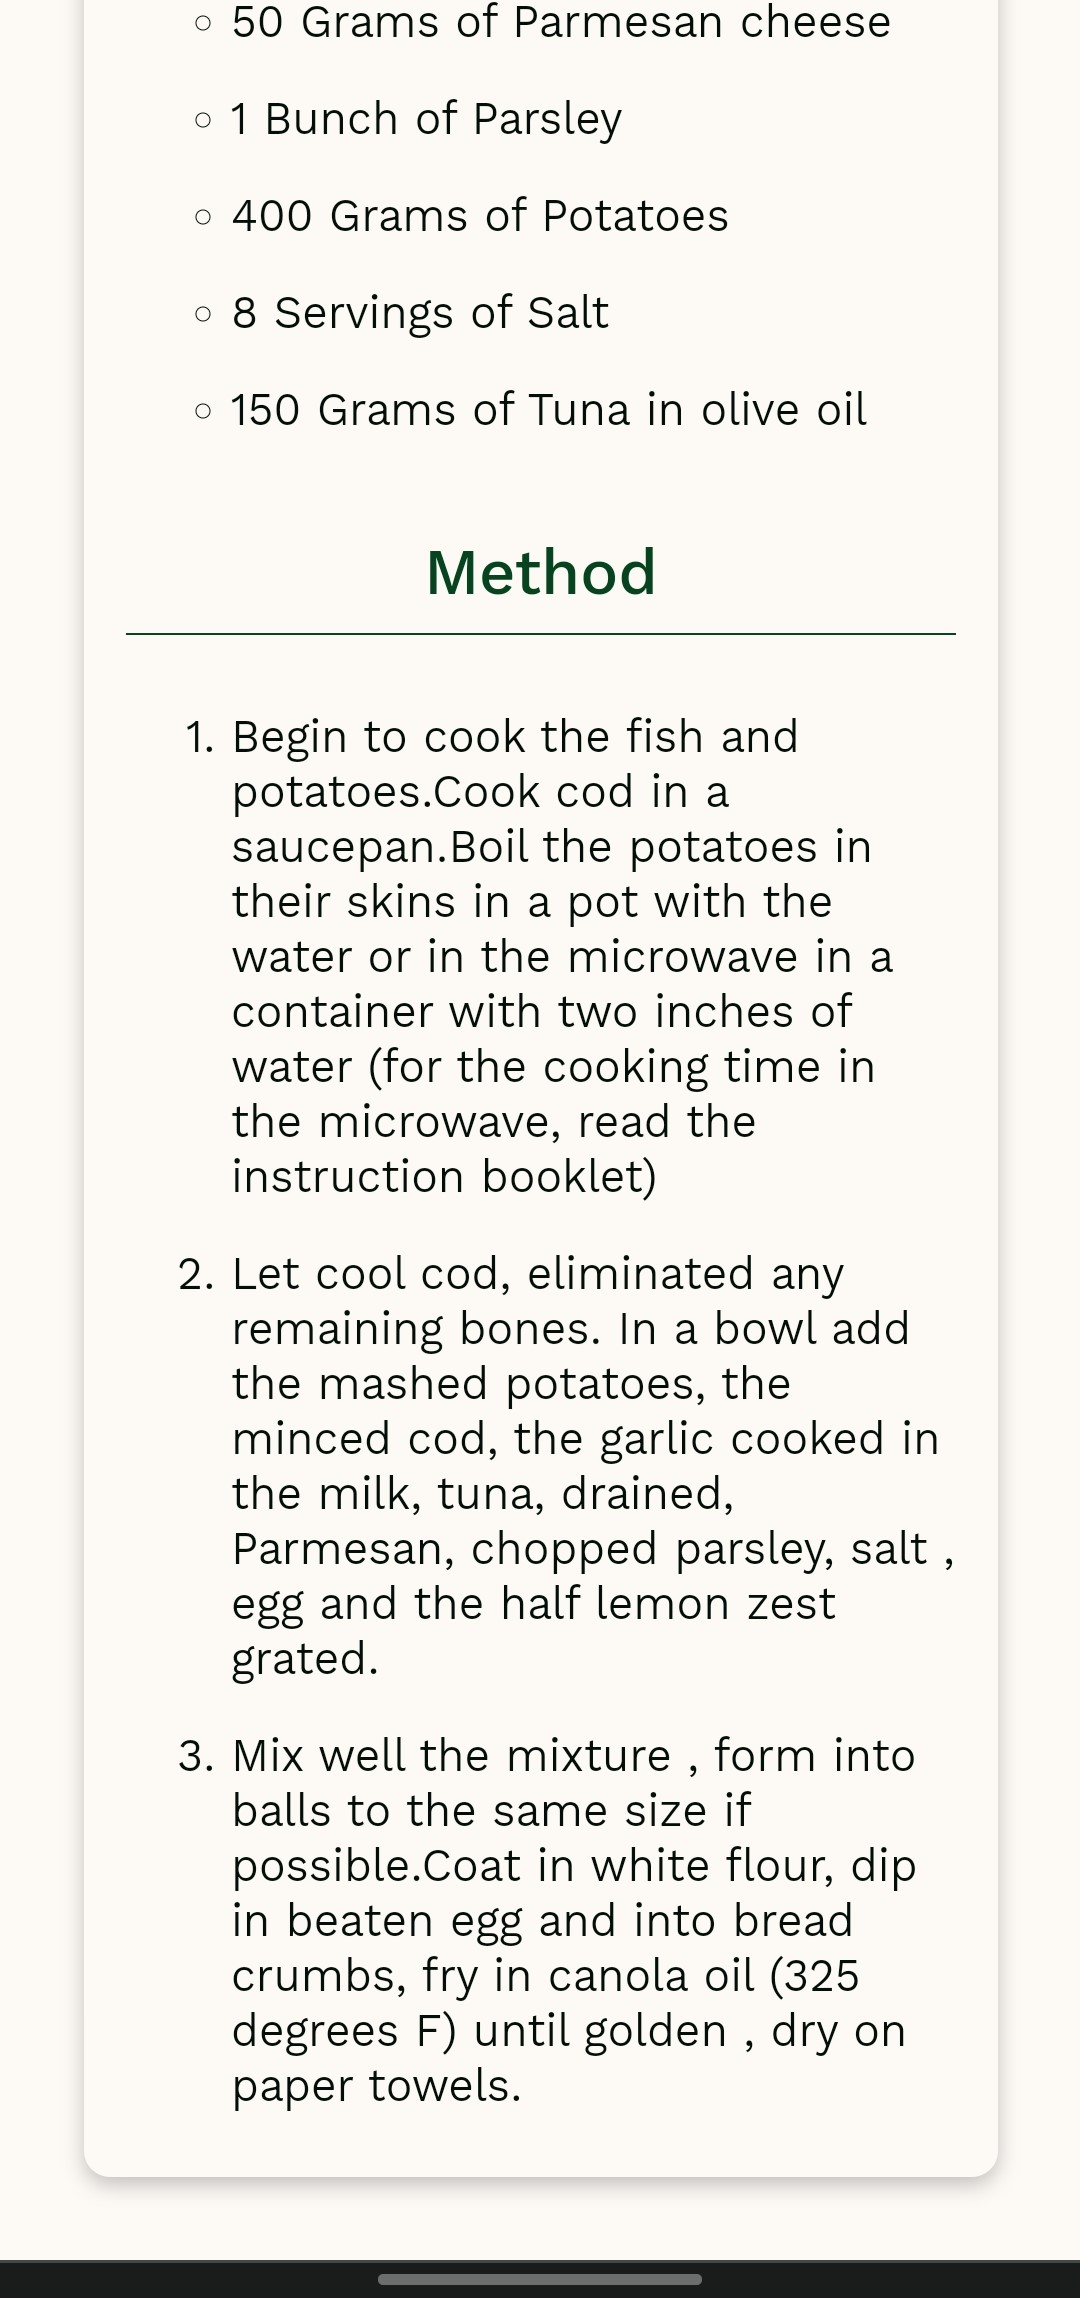 50 Grams of Parmesan cheese
1 Bunch of Parsley
400 Grams of Potatoes
8 Servings of Salt
150 Grams of Tuna in olive oil
Method
1. Begin to cook the fish and
potatoes.Cook cod in a
saucepan.Boil the potatoes in
their skins in a pot with the
water or in the microwave in a
container with two inches of
water (for the cooking time in
the microwave, read the
instruction booklet)
2. Let cool cod, eliminated any
remaining bones. In a bowl add
the mashed potatoes, the
minced cod, the garlic cooked in
the milk, tuna, drained,
Parmesan, chopped parsley, salt ,
egg and the half lemon zest
grated.
3. Mix well the mixture , form into
balls to the same size if
possible.Coat in white flour, dip
in beaten egg and into bread
crumbs, fry in canola oil (325
degrees F) until golden , dry on
paper towels.